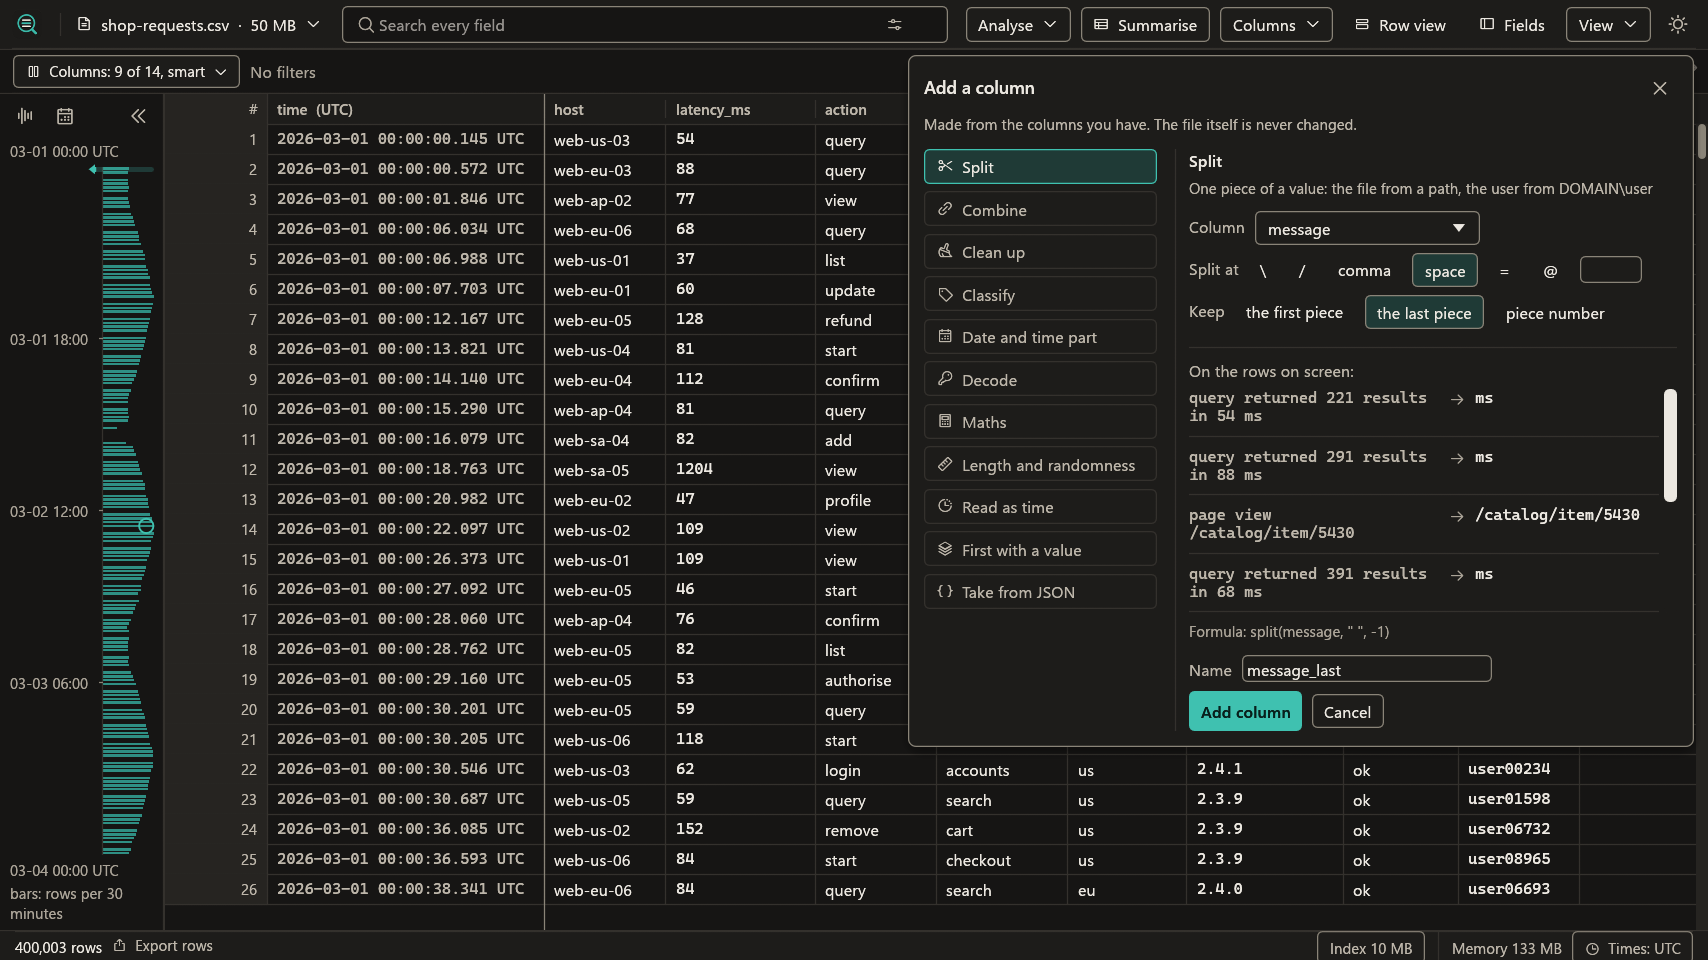 shop-requests.csv · 50 MB
Search every field
Analyse
Summarise
Columns
Row view
Fields
View
Columns: 9 of 14, smart
No filters
03-01 00:00 UTC
03-01 18:00
03-02 12:00
03-03 06:00
03-04 00:00 UTC
bars: rows per 30
minutes
# time (UTC) host latency_ms action
1 2026-03-01 00:00:00.145 UTC web-us-03 54 query
2 2026-03-01 00:00:00.572 UTC web-eu-03 88 query
3 2026-03-01 00:00:01.846 UTC web-ap-02 77 view
4 2026-03-01 00:00:06.034 UTC web-eu-06 68 query
5 2026-03-01 00:00:06.988 UTC web-us-01 37 list
6 2026-03-01 00:00:07.703 UTC web-eu-01 60 update
7 2026-03-01 00:00:12.167 UTC web-eu-05 128 refund
8 2026-03-01 00:00:13.821 UTC web-us-04 81 start
9 2026-03-01 00:00:14.140 UTC web-eu-04 112 confirm
10 2026-03-01 00:00:15.290 UTC web-ap-04 81 query
11 2026-03-01 00:00:16.079 UTC web-sa-04 82 add
12 2026-03-01 00:00:18.763 UTC web-sa-05 1204 view
13 2026-03-01 00:00:20.982 UTC web-eu-02 47 profile
14 2026-03-01 00:00:22.097 UTC web-us-02 109 view
15 2026-03-01 00:00:26.373 UTC web-us-01 109 view
16 2026-03-01 00:00:27.092 UTC web-eu-05 46 start
17 2026-03-01 00:00:28.060 UTC web-ap-04 76 confirm
18 2026-03-01 00:00:28.762 UTC web-eu-05 82 list
19 2026-03-01 00:00:29.160 UTC web-eu-05 53 authorise
20 2026-03-01 00:00:30.201 UTC web-eu-05 59 query
21 2026-03-01 00:00:30.205 UTC web-us-06 118 start
22 2026-03-01 00:00:30.546 UTC web-us-03 62 login accounts us 2.4.1 ok user00234
23 2026-03-01 00:00:30.687 UTC web-us-05 59 query search us 2.3.9 ok user01598
24 2026-03-01 00:00:36.085 UTC web-us-02 152 remove cart us 2.3.9 ok user06732
25 2026-03-01 00:00:36.593 UTC web-us-06 84 start checkout us 2.3.9 ok user08965
26 2026-03-01 00:00:38.341 UTC web-eu-06 84 query search eu 2.4.0 ok user06693
Add a column
Made from the columns you have. The file itself is never changed.
Split
Combine
Clean up
Classify
Date and time part
Decode
Maths
Length and randomness
Read as time
First with a value
{} Take from JSON
Split
One piece of a value: the file from a path, the user from DOMAIN\user
Column message
Split at \ / comma space = @
Keep the first piece the last piece piece number
On the rows on screen:
query returned 221 results → ms
in 54 ms
query returned 291 results → ms
in 88 ms
page view → /catalog/item/5430
/catalog/item/5430
query returned 391 results → ms
in 68 ms
Formula: split(message, " ", -1)
Name message_last
Add column
Cancel
400,003 rows
Export rows
Index 10 MB
Memory 133 MB
Times: UTC